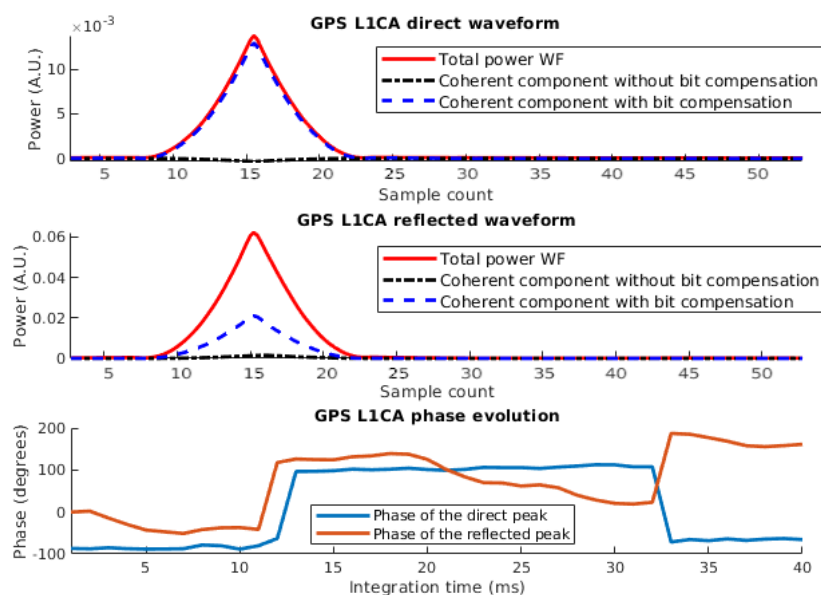 GPS L1CA direct waveform
×10-3
Power (A.U.)
10
5
0
Total power WF
Coherent component without bit compensation
Coherent component with bit compensation
5 10 15 20 25 30 35 40 45 50
Sample count
GPS L1CA reflected waveform
Power (A.U.)
0.06
0.04
0.02
0
Total power WF
Coherent component without bit compensation
Coherent component with bit compensation
5 10 15 20 25 30 35 40 45 50
Sample count
GPS L1CA phase evolution
Phase (degrees)
200
100
0
-100
Phase of the direct peak
Phase of the reflected peak
5 10 15 20 25 30 35 40
Integration time (ms)